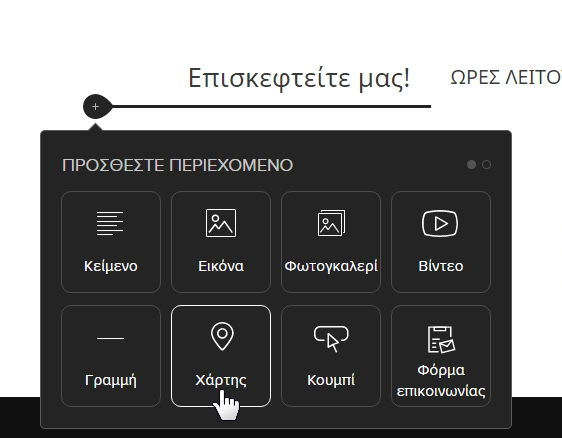 Επισκεφτείτε μας!
ΩΡΕΣ ΛΕΙΤΟ
ΠΡΟΣΘΕΣΤΕ ΠΕΡΙΕΧΟΜΕΝΟ
Κείμενο Εικόνα Φωτογκαλερί Βίντεο
Γραμμή Χάρτης Κουμπί Φόρμα
επικοινωνίας